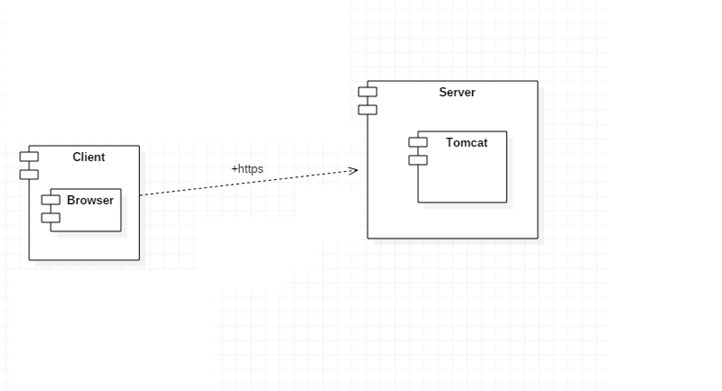 Server
Tomcat
Client
Browser
+https